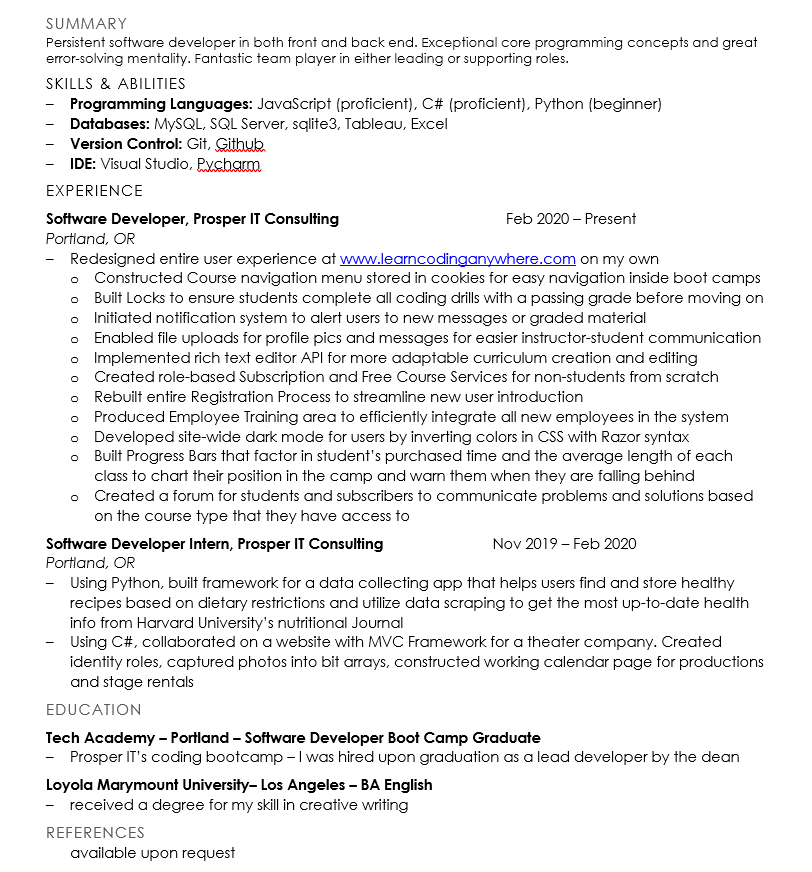 SUMMARY
Persistent software developer in both front and back end. Exceptional core programming concepts and great
error-solving mentality. Fantastic team player in either leading or supporting roles.
SKILLS & ABILITIES
– Programming Languages: JavaScript (proficient), C# (proficient), Python (beginner)
– Databases: MySQL, SQL Server, sqlite3, Tableau, Excel
– Version Control: Git, Github
– IDE: Visual Studio, Pycharm
EXPERIENCE
Software Developer, Prosper IT Consulting Feb 2020 – Present
Portland, OR
– Redesigned entire user experience at www.learncodinganywhere.com on my own
o Constructed Course navigation menu stored in cookies for easy navigation inside boot camps
o Built Locks to ensure students complete all coding drills with a passing grade before moving on
o Initiated notification system to alert users to new messages or graded material
o Enabled file uploads for profile pics and messages for easier instructor-student communication
o Implemented rich text editor API for more adaptable curriculum creation and editing
o Created role-based Subscription and Free Course Services for non-students from scratch
o Rebuilt entire Registration Process to streamline new user introduction
o Produced Employee Training area to efficiently integrate all new employees in the system
o Developed site-wide dark mode for users by inverting colors in CSS with Razor syntax
o Built Progress Bars that factor in student’s purchased time and the average length of each
class to chart their position in the camp and warn them when they are falling behind
o Created a forum for students and subscribers to communicate problems and solutions based
on the course type that they have access to
Software Developer Intern, Prosper IT Consulting Nov 2019 – Feb 2020
Portland, OR
– Using Python, built framework for a data collecting app that helps users find and store healthy
recipes based on dietary restrictions and utilize data scraping to get the most up-to-date health
info from Harvard University’s nutritional Journal
– Using C#, collaborated on a website with MVC Framework for a theater company. Created
identity roles, captured photos into bit arrays, constructed working calendar page for productions
and stage rentals
EDUCATION
Tech Academy – Portland – Software Developer Boot Camp Graduate
– Prosper IT’s coding bootcamp – I was hired upon graduation as a lead developer by the dean
Loyola Marymount University– Los Angeles – BA English
– received a degree for my skill in creative writing
REFERENCES
available upon request